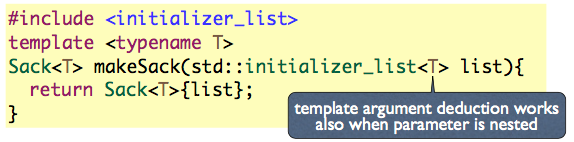 #include <initializer_list>
template <typename T>
Sack<T> makeSack(std::initializer_list<T> list){
  return Sack<T>{list};
}
template argument deduction works
also when parameter is nested